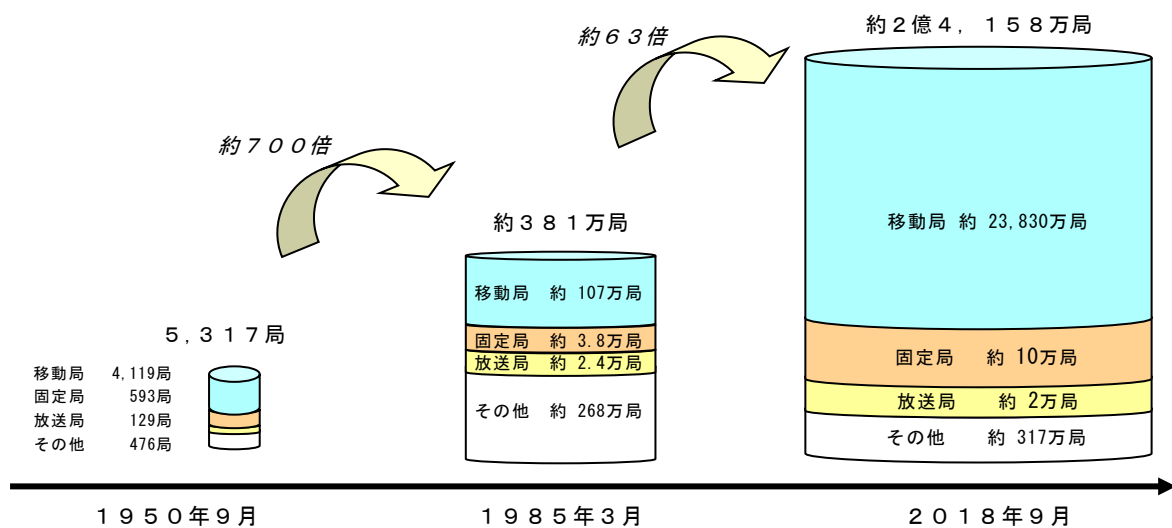 約２億４，１５８万局
約６３倍
約７００倍
移動局 約 23,830万局
約３８１万局
移動局 約 107万局
５,３１７局
固定局 約 3.8万局
固定局 約 10万局
放送局 約 2.4万局
移動局 4,119局
固定局 593局
放送局 129局
その他 476局
その他 約 268万局
放送局 約 2万局
その他 約 317万局
１９５０年９月
１９８５年３月
２０１８年９月